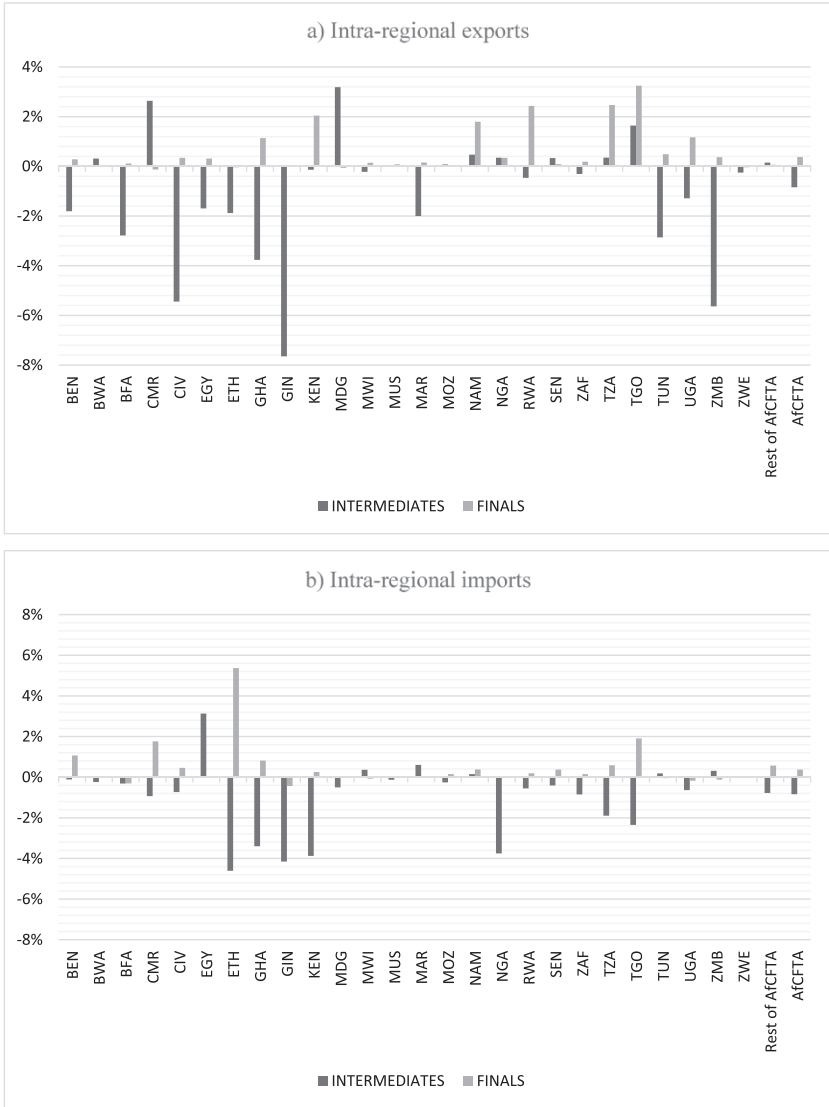 a) Intra-regional exports
4%
2%
0%
-2%
-4%
-6%
-8%
BEN
BWA
BFA
CMR
CIV
EGY
ETH
GHA
GIN
KEN
MDG
MWI
MUS
MAR
MOZ
NAM
NGA
RWA
SEN
ZAF
TZA
TGO
TUN
UGA
ZMB
ZWE
Rest of AfCFTA
AfCFTA
INTERMEDIATES FINALS
b) Intra-regional imports
8%
6%
4%
2%
0%
-2%
-4%
-6%
-8%
BEN
BWA
BFA
CMR
CIV
EGY
ETH
GHA
GIN
KEN
MDG
MWI
MUS
MAR
MOZ
NAM
NGA
RWA
SEN
ZAF
TZA
TGO
TUN
UGA
ZMB
ZWE
Rest of AfCFTA
AfCFTA
INTERMEDIATES FINALS